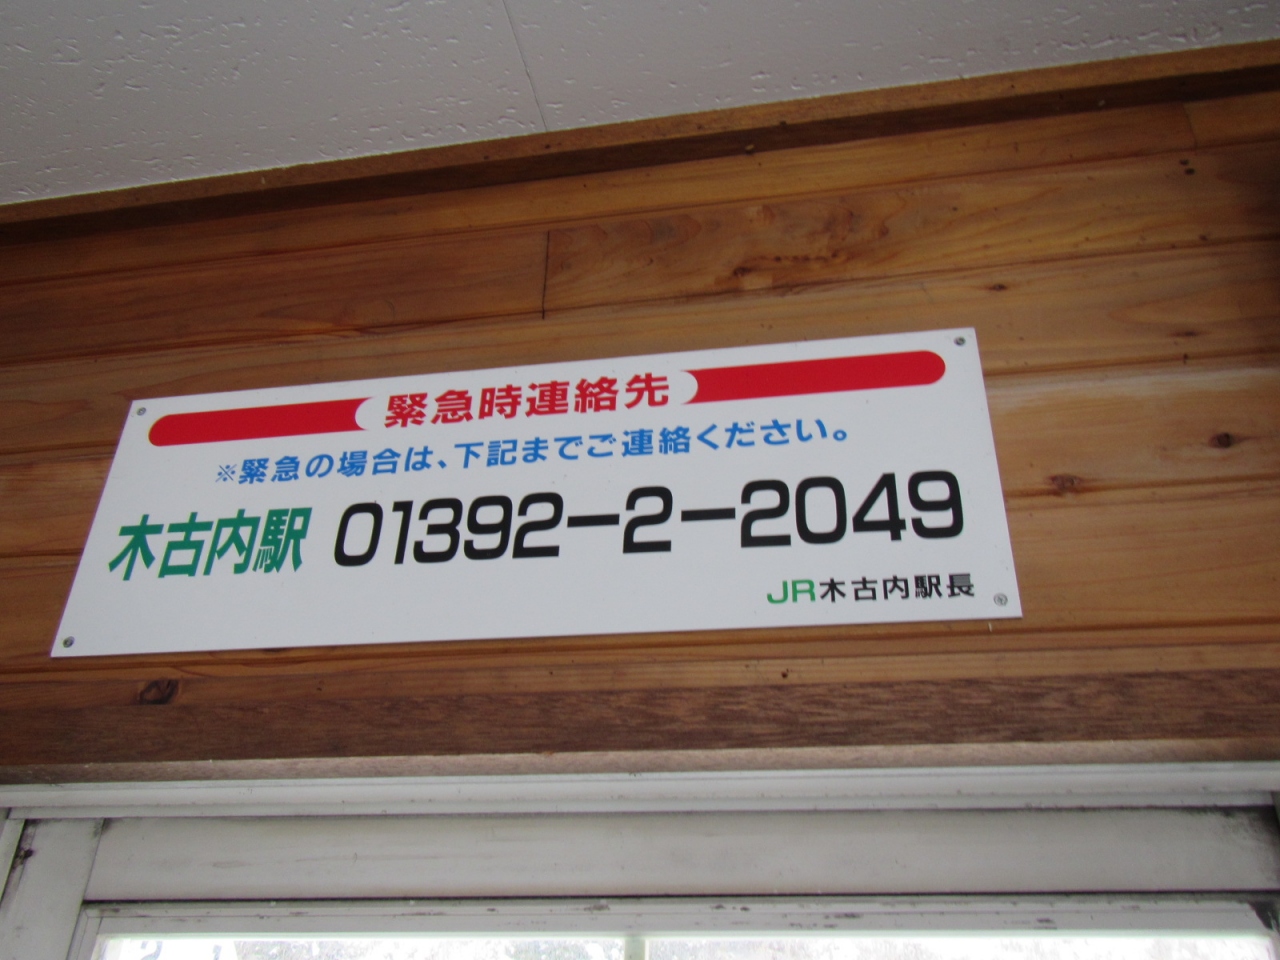 緊急時連絡先
※緊急の場合は、下記までご連絡ください。
木古内駅 01392-2-2049
JR木古内駅長